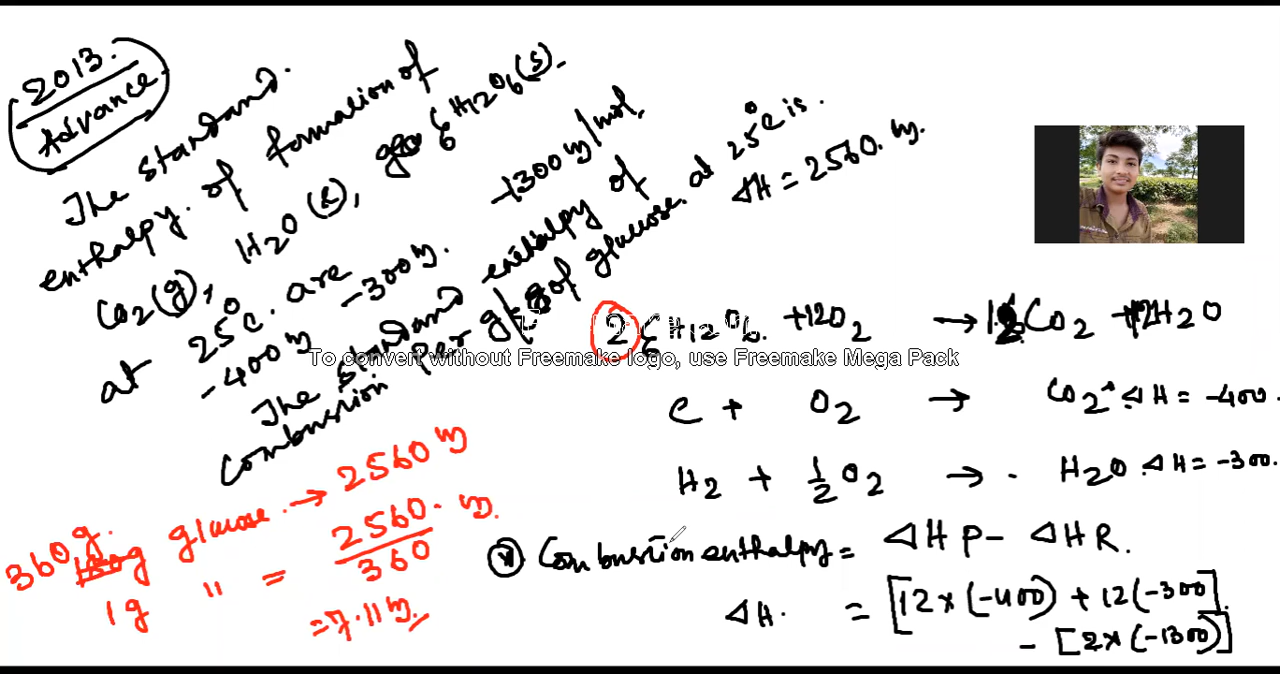 2013.
Advance
The standard
enthalpy. of formation of
CO2(g), H2O(l), C6H12O6(s).
at 25°C. are
-400 kJ -300 kJ. -1300 kJ/mol.
The standard enthalpy of
combustion per g of glucose. at 25°C is.
ΔH = 2560. kJ.
2 C6H12O6. +12O2 → 12CO2 +12H2O
To convert without Freemake logo, use Freemake Mega Pack
C + O2 → CO2 ΔH = -400.
H2 + 1/2 O2 → H2O ΔH = -300.
Combustion enthalpy = ΔHP - ΔHR.
ΔH. = [12x(-400) + 12(-300)]
- [2x(-1300)]
360g. glucose. → 2560 kJ
1g " = 2560. kJ.
360
= 7.11 kJ.